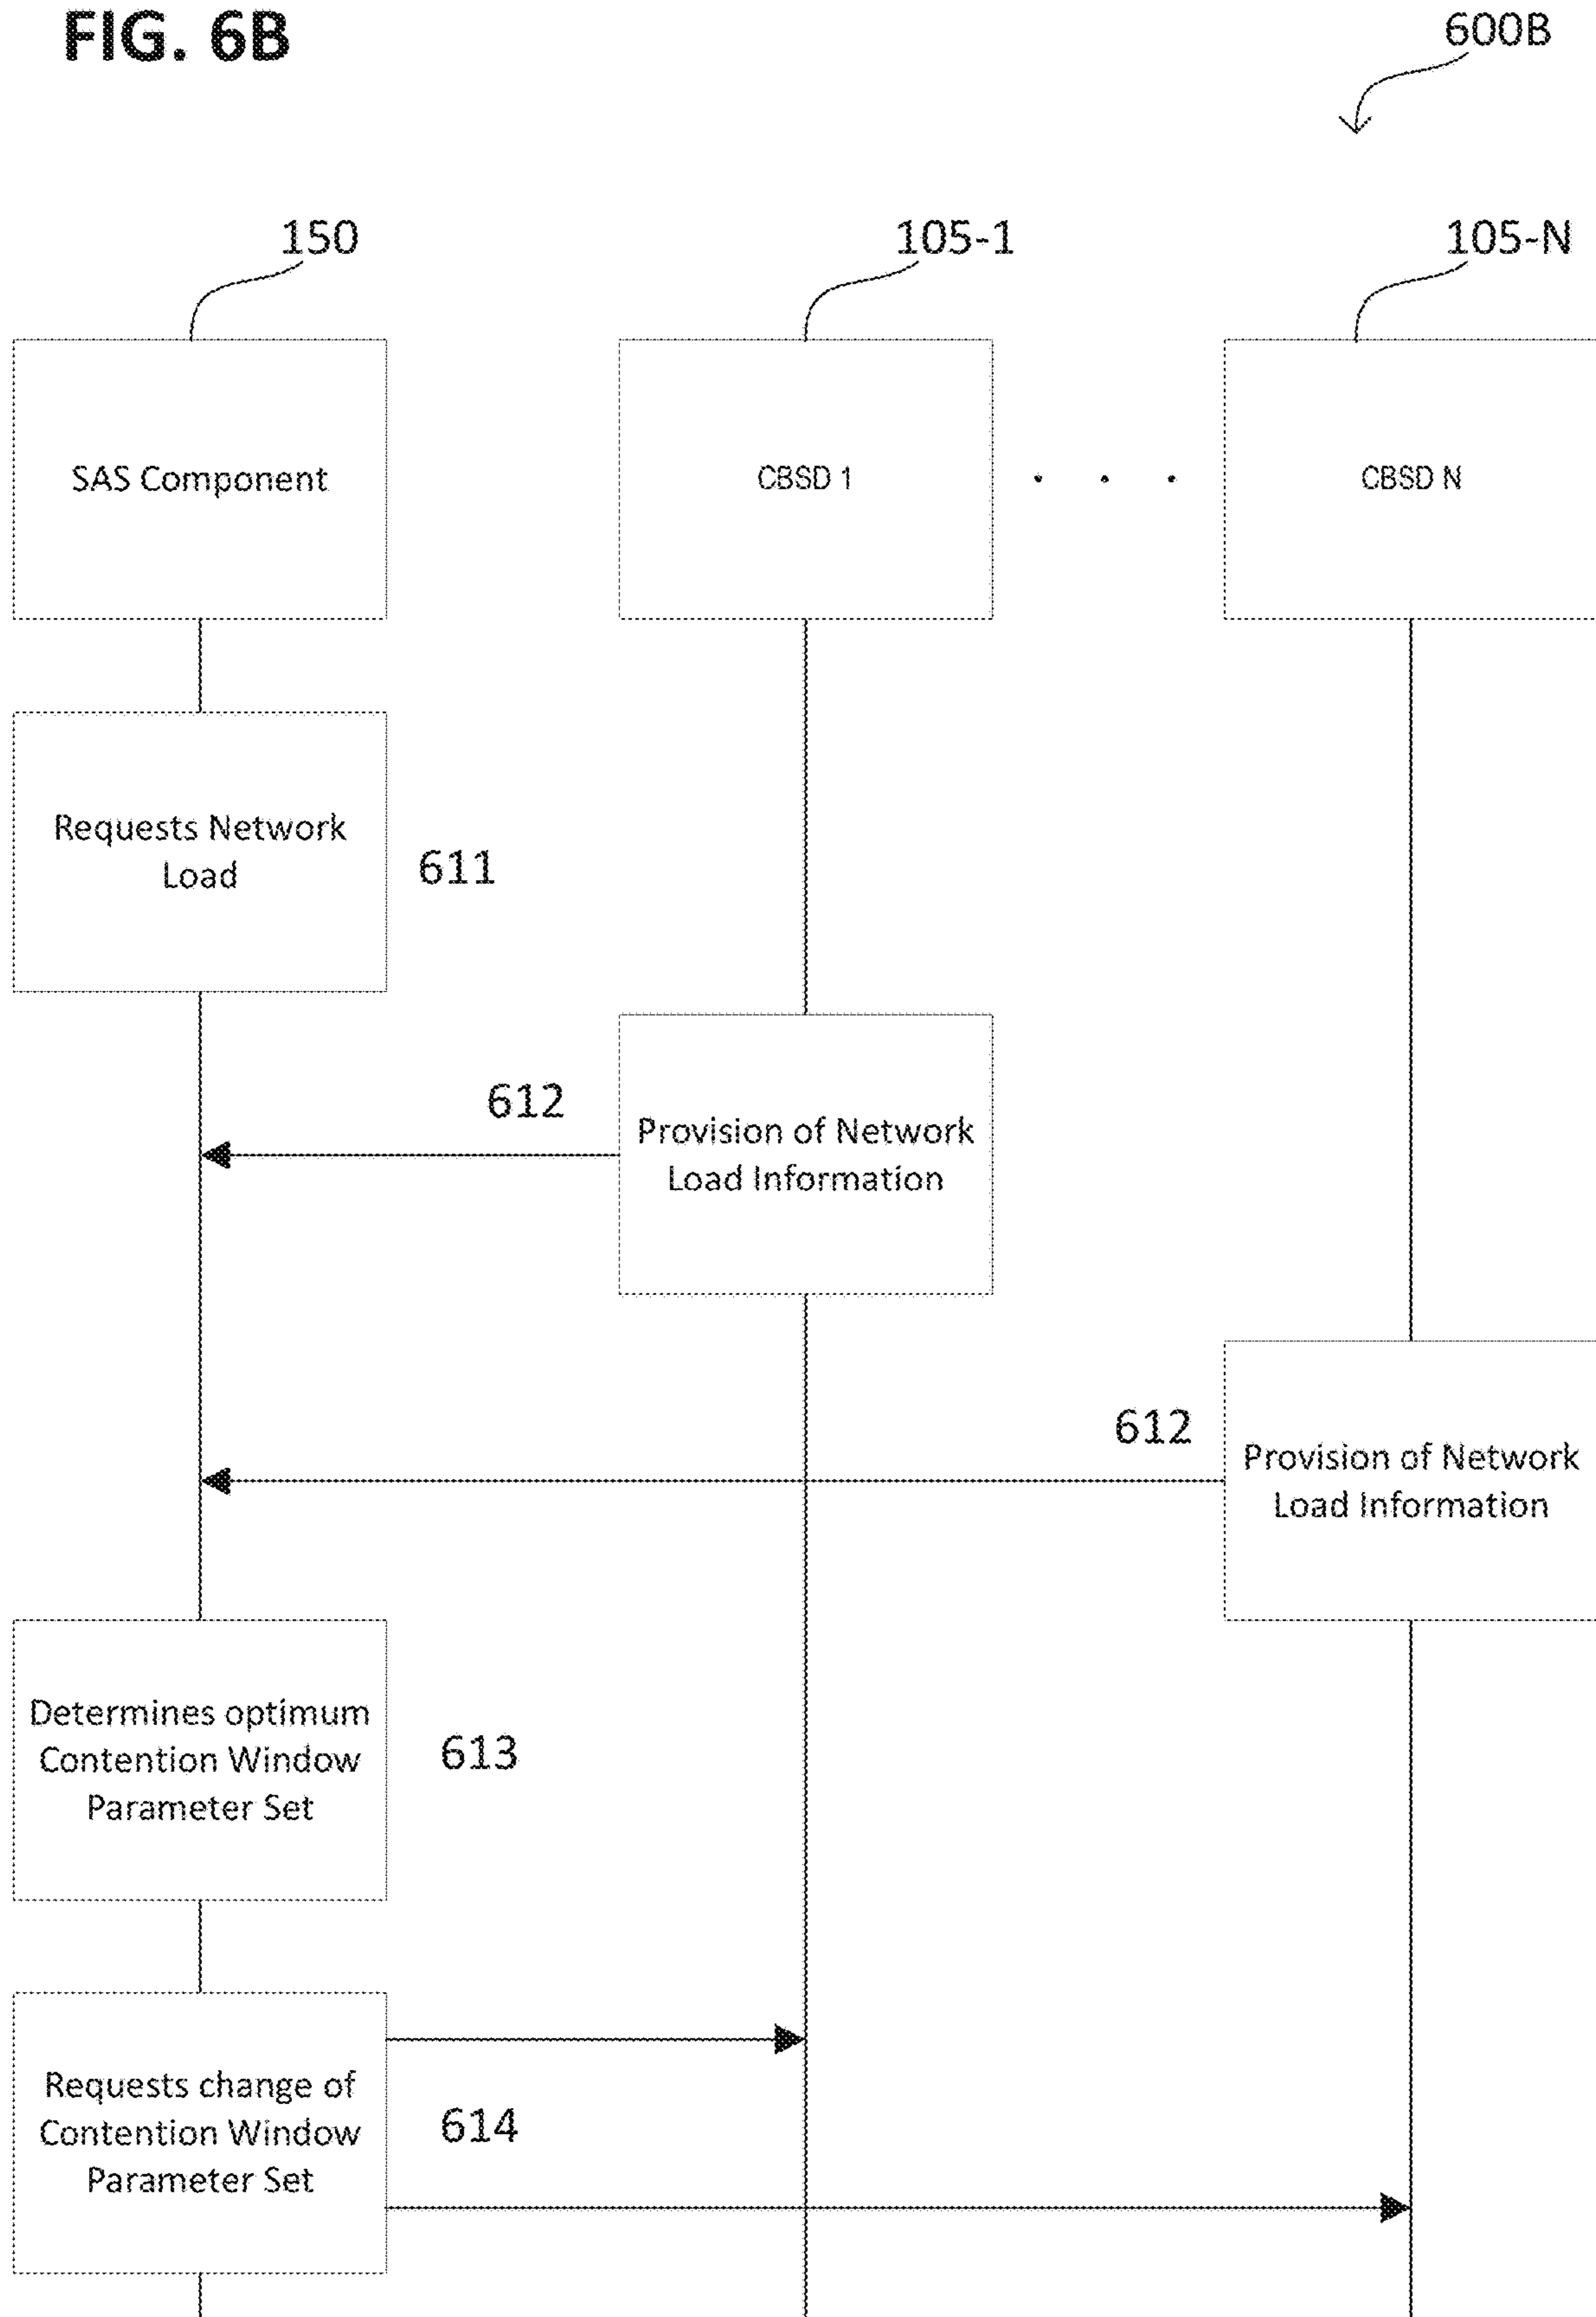 FIG. 6B
600B
150
105-1
105-N
SAS Component
CBSD 1
. . .
CBSD N
Requests Network
Load
611
612
Provision of Network
Load Information
612
Provision of Network
Load Information
Determines optimum
Contention Window
Parameter Set
613
Requests change of
Contention Window
Parameter Set
614